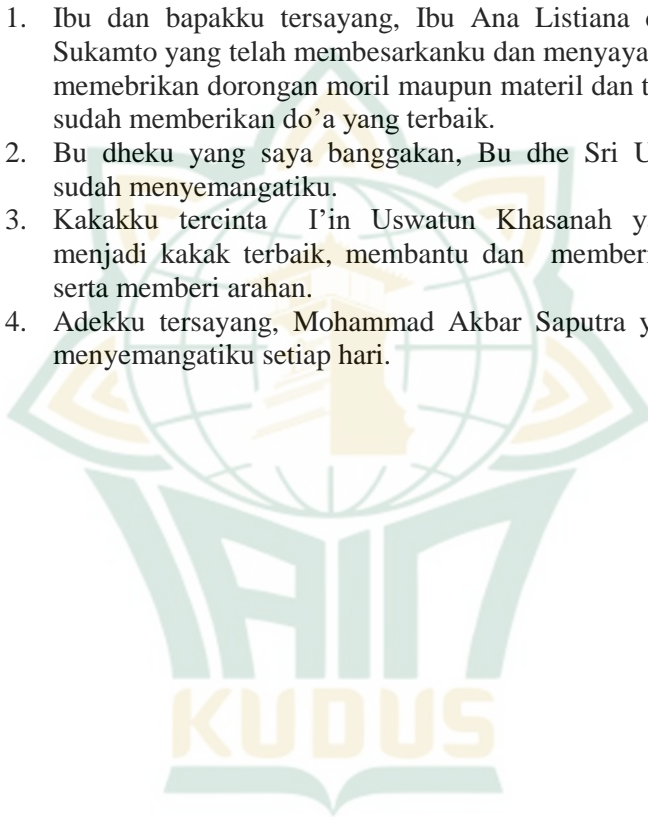 1. Ibu dan bapakku tersayang, Ibu Ana Listiana
Sukamto yang telah membesarkanku dan
memebrikan dorongan moril maupun materil dan
sudah memberikan do'a yang terbaik.
2. Bu dheku yang saya banggakan, Bu dhe Sri
sudah menyemangatiku.
3. Kakakku tercinta I'in Uswatun Khasanah
menjadi kakak terbaik, membantu dan
serta memberi arahan.
4. Adekku tersayang, Mohammad Akbar Saputra
menyemangatiku setiap hari.
IAIN
KUDUS